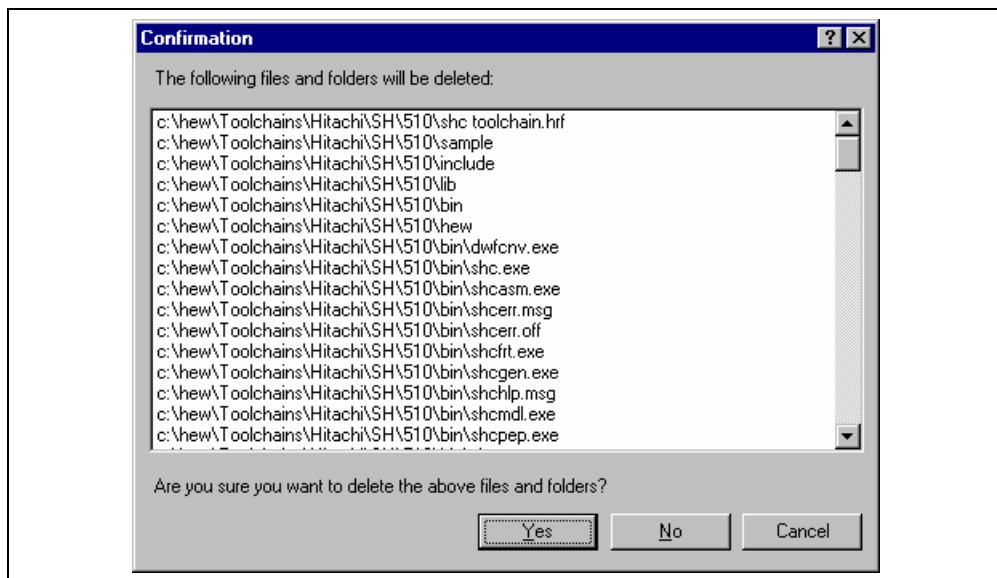 Confirmation
The following files and folders will be deleted:
c:\hew\Toolchains\Hitachi\SH\510\shc toolchain.hrf
c:\hew\Toolchains\Hitachi\SH\510\sample
c:\hew\Toolchains\Hitachi\SH\510\include
c:\hew\Toolchains\Hitachi\SH\510\lib
c:\hew\Toolchains\Hitachi\SH\510\bin
c:\hew\Toolchains\Hitachi\SH\510\hew
c:\hew\Toolchains\Hitachi\SH\510\bin\dwfcnv.exe
c:\hew\Toolchains\Hitachi\SH\510\bin\shc.exe
c:\hew\Toolchains\Hitachi\SH\510\bin\shcasm.exe
c:\hew\Toolchains\Hitachi\SH\510\bin\shcerr.msg
c:\hew\Toolchains\Hitachi\SH\510\bin\shcerr.off
c:\hew\Toolchains\Hitachi\SH\510\bin\shcfrt.exe
c:\hew\Toolchains\Hitachi\SH\510\bin\shcgen.exe
c:\hew\Toolchains\Hitachi\SH\510\bin\shchlp.msg
c:\hew\Toolchains\Hitachi\SH\510\bin\shcmdl.exe
c:\hew\Toolchains\Hitachi\SH\510\bin\shcpep.exe
Are you sure you want to delete the above files and folders?
Yes No Cancel